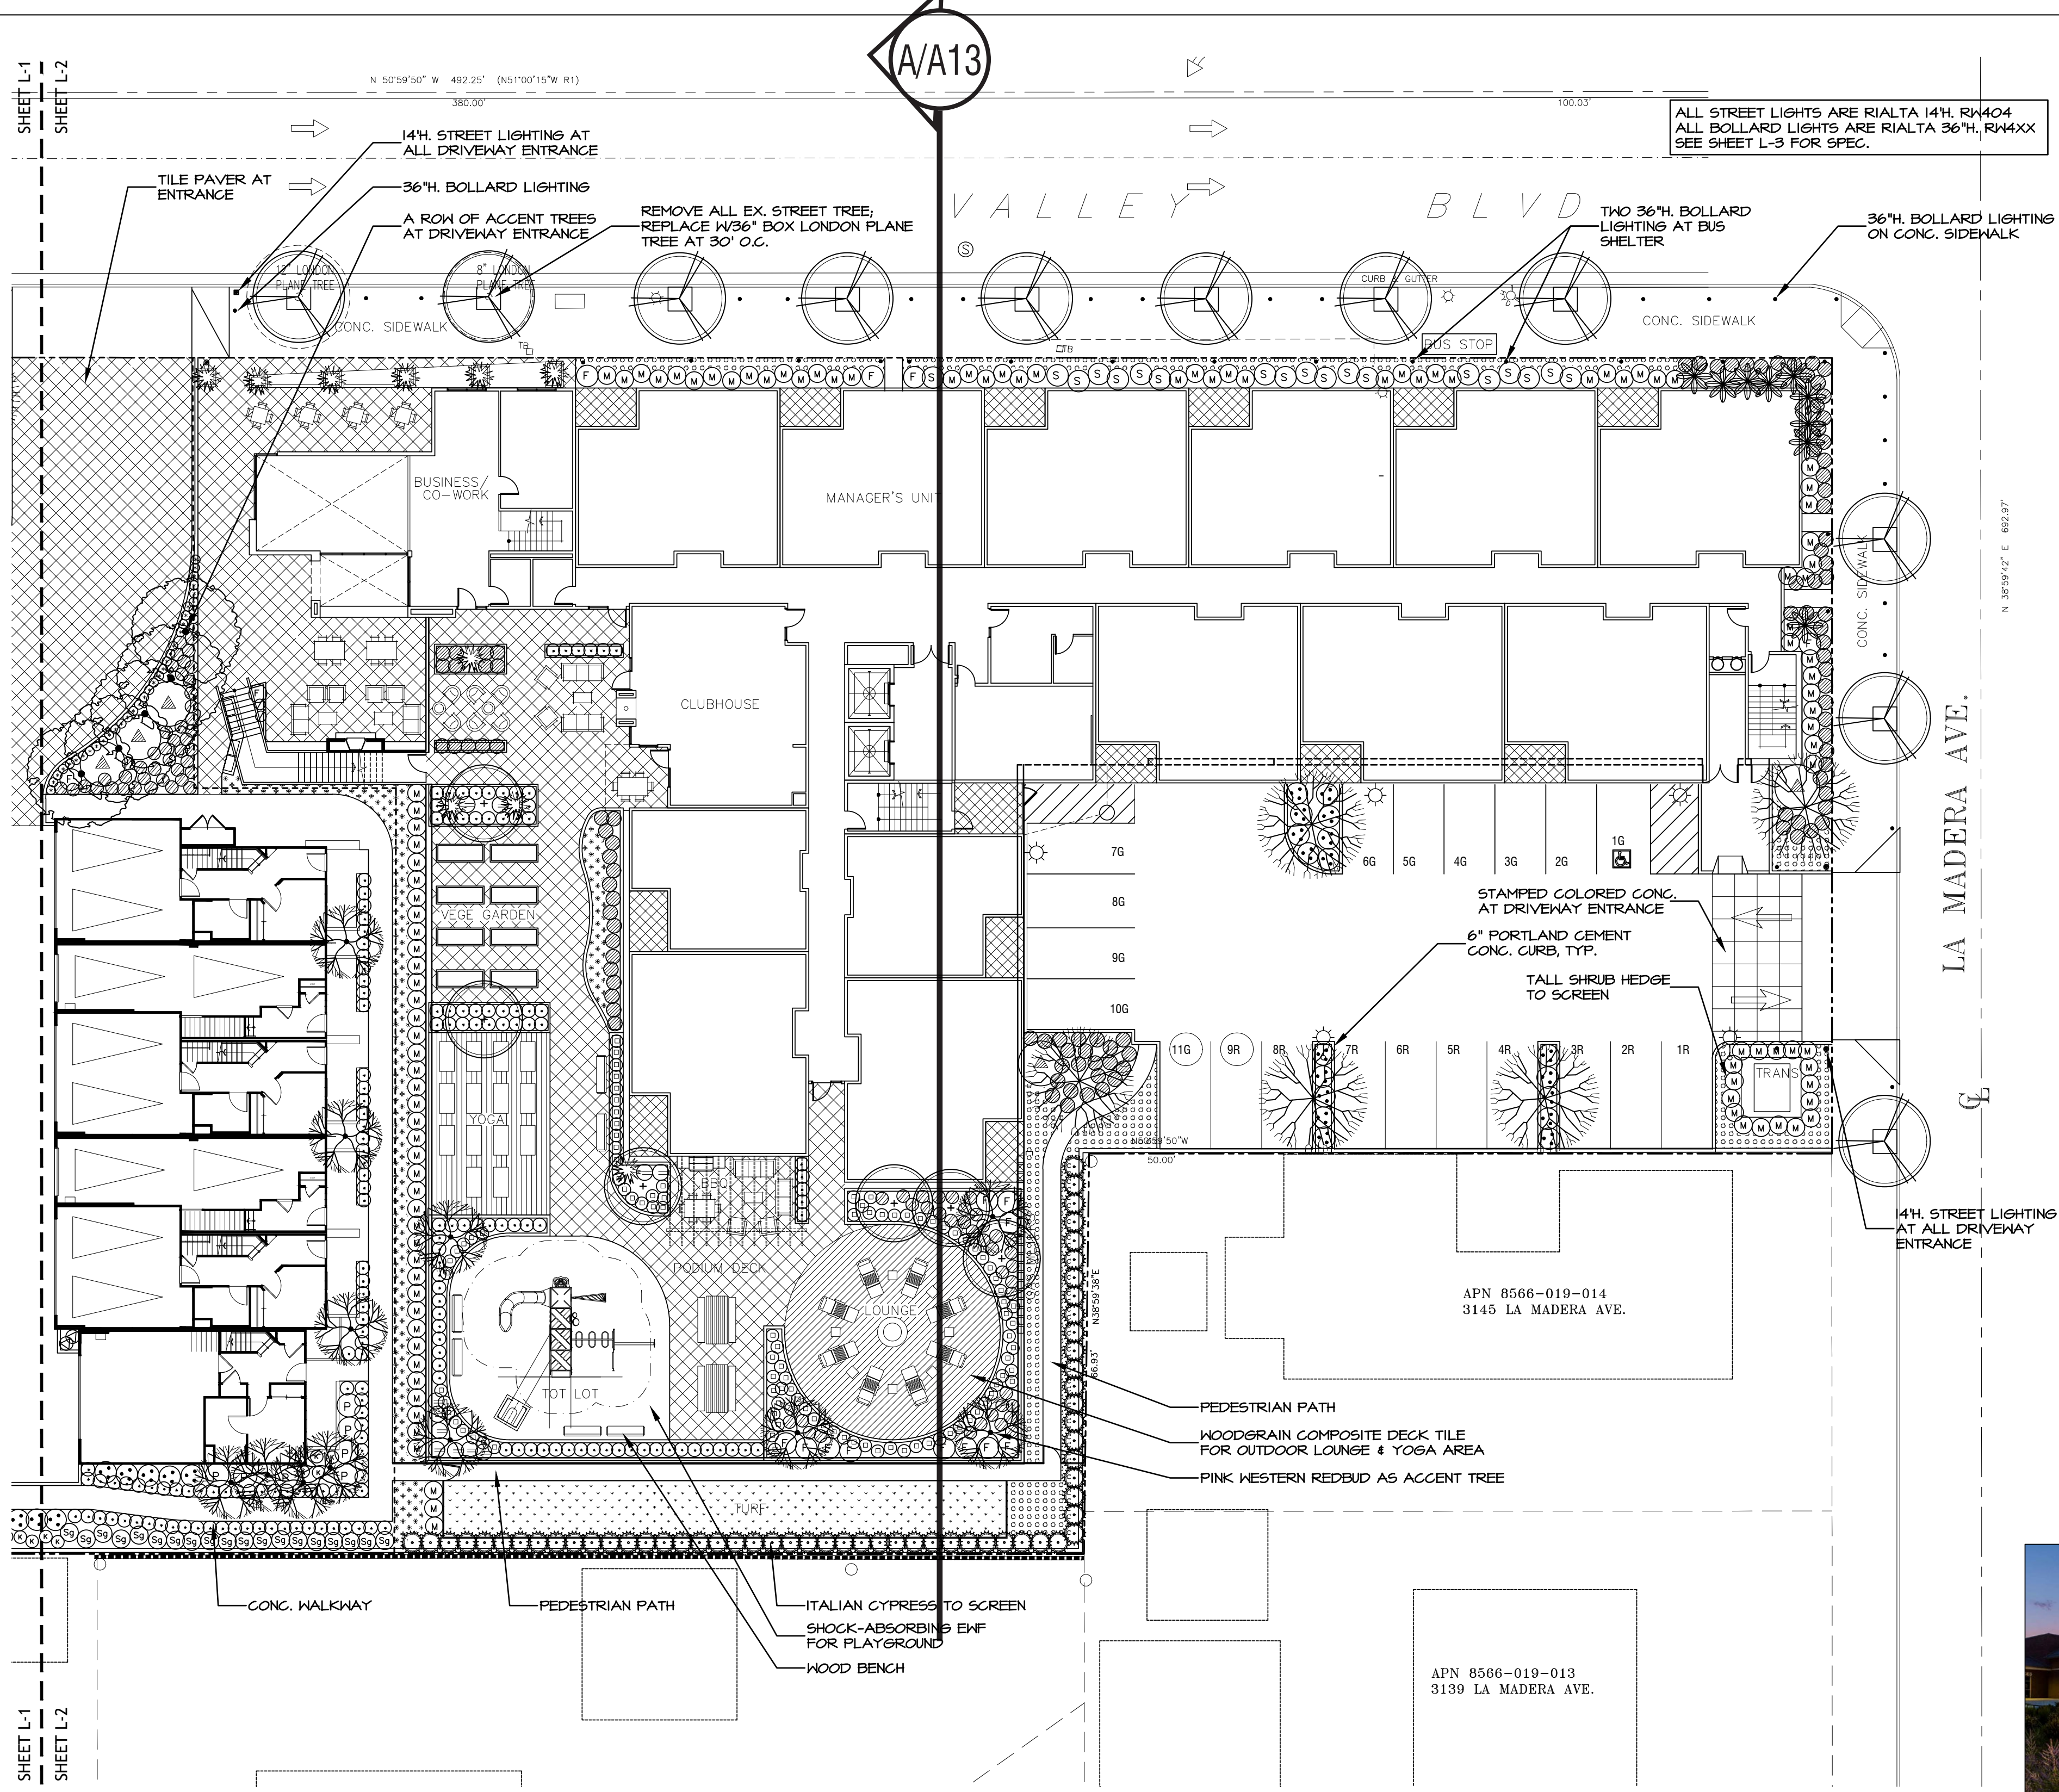 A/A13
SHEET L-1
SHEET L-2
N 50°59'50" W 492.25' (N51°00'15"W R1)
380.00'
100.03'
ALL STREET LIGHTS ARE RIALTA 14'H. RW404
ALL BOLLARD LIGHTS ARE RIALTA 36"H. RW4XX
SEE SHEET L-3 FOR SPEC.
14'H. STREET LIGHTING AT
ALL DRIVEWAY ENTRANCE
TILE PAVER AT
ENTRANCE
36"H. BOLLARD LIGHTING
A ROW OF ACCENT TREES
AT DRIVEWAY ENTRANCE
REMOVE ALL EX. STREET TREE;
REPLACE W/36" BOX LONDON PLANE
TREE AT 30' O.C.
VALLEY BLVD
TWO 36"H. BOLLARD
LIGHTING AT BUS
SHELTER
36"H. BOLLARD LIGHTING
ON CONC. SIDEWALK
S
12" LONDON
PLANE TREE
8" LONDON
PLANE TREE
CURB & GUTTER
CONC. SIDEWALK
CONC. SIDEWALK
TB
TB
BUS STOP
BUSINESS/
CO-WORK
MANAGER'S UNIT
CONC. SIDEWALK
N 38°59'42" E 692.97'
CLUBHOUSE
LA MADERA AVE.
CL
7G
6G
5G
4G
3G
2G
1G
8G
9G
10G
VEGE GARDEN
STAMPED COLORED CONC.
AT DRIVEWAY ENTRANCE
6" PORTLAND CEMENT
CONC. CURB, TYP.
TALL SHRUB HEDGE
TO SCREEN
11G
9R
8R
7R
6R
5R
4R
3R
2R
1R
TRANS
YOGA
N50°59'50"W
50.00'
BBQ
14'H. STREET LIGHTING
AT ALL DRIVEWAY
ENTRANCE
PODIUM DECK
N38°59'38"E
66.93'
LOUNGE
APN 8566-019-014
3145 LA MADERA AVE.
TOT LOT
PEDESTRIAN PATH
WOODGRAIN COMPOSITE DECK TILE
FOR OUTDOOR LOUNGE & YOGA AREA
PINK WESTERN REDBUD AS ACCENT TREE
TURF
CONC. WALKWAY
PEDESTRIAN PATH
ITALIAN CYPRESS TO SCREEN
SHOCK-ABSORBING EWF
FOR PLAYGROUND
WOOD BENCH
APN 8566-019-013
3139 LA MADERA AVE.
SHEET L-1
SHEET L-2